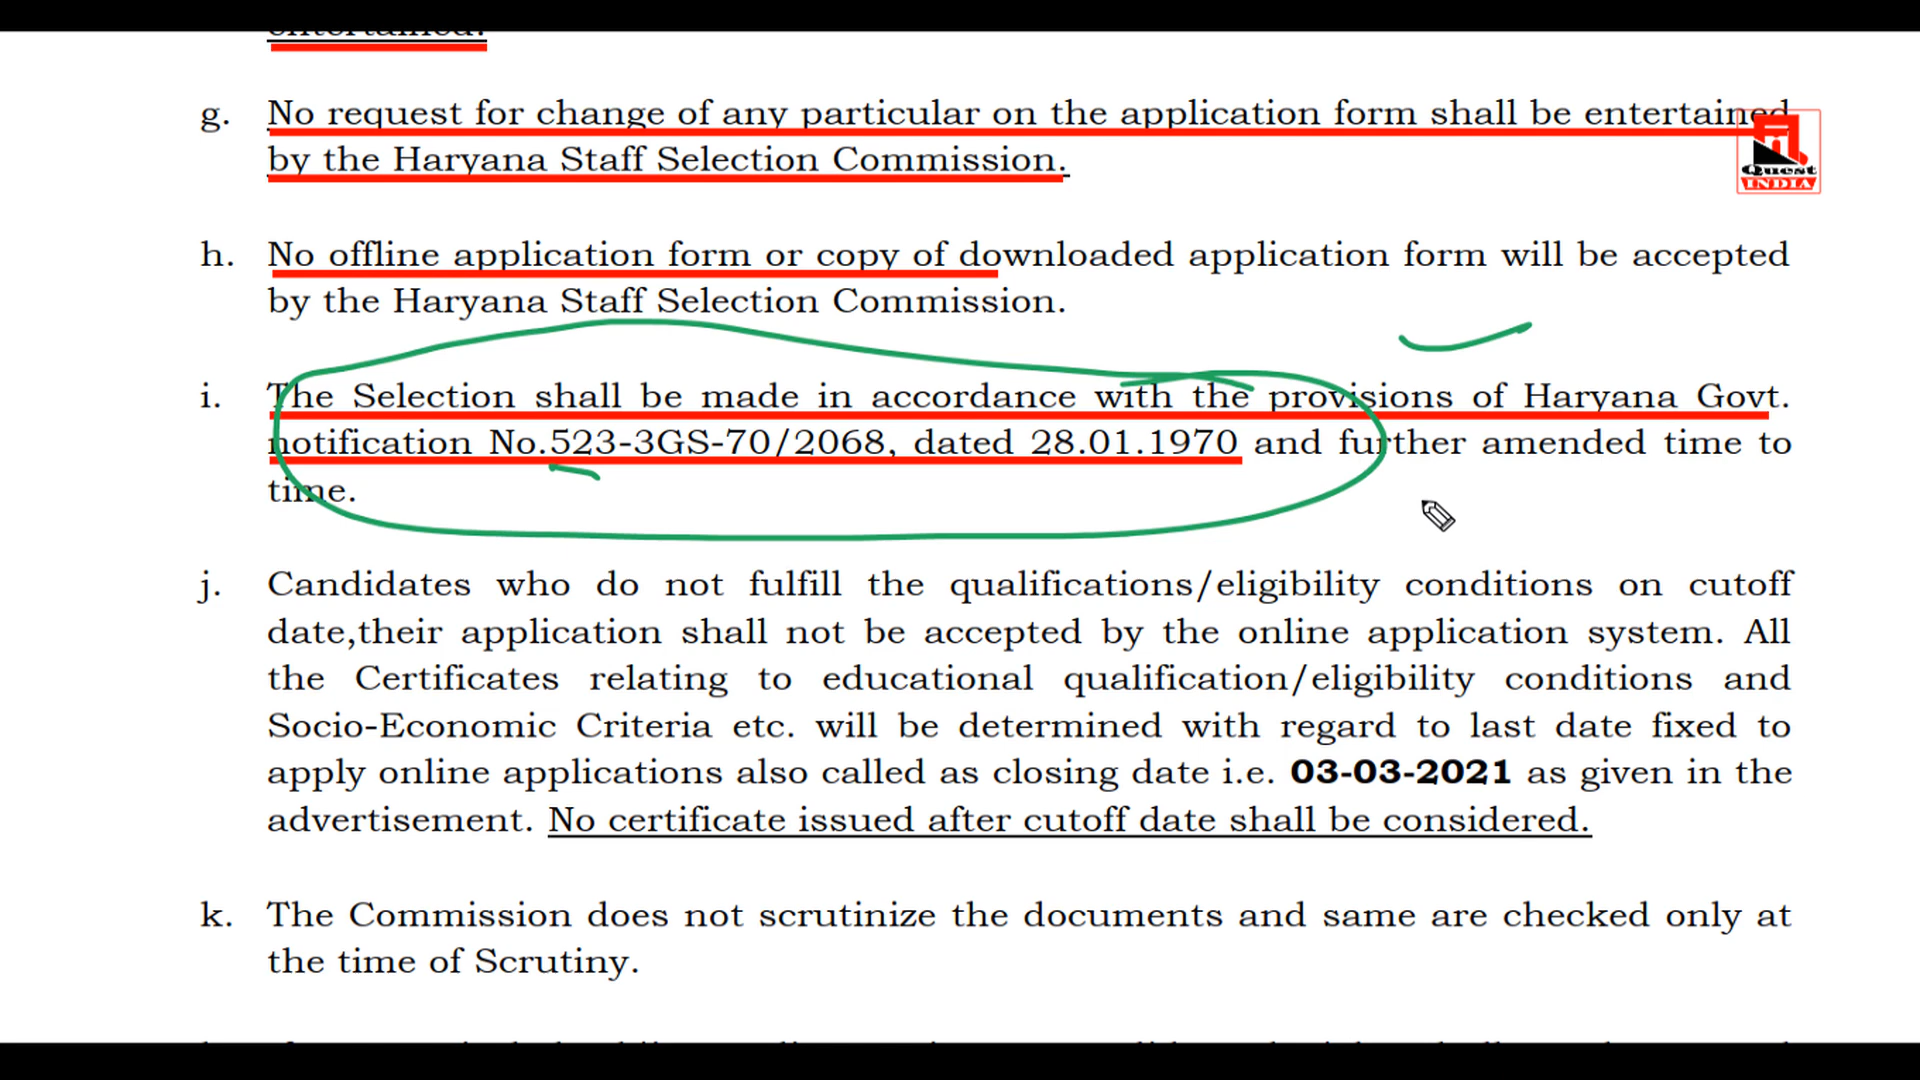 entertained.
g. No request for change of any particular on the application form shall be entertained
by the Haryana Staff Selection Commission.
Quest
INDIA
h. No offline application form or copy of downloaded application form will be accepted
by the Haryana Staff Selection Commission.
i. The Selection shall be made in accordance with the provisions of Haryana Govt.
notification No.523-3GS-70/2068, dated 28.01.1970 and further amended time to
time.
j. Candidates who do not fulfill the qualifications/eligibility conditions on cutoff
date,their application shall not be accepted by the online application system. All
the Certificates relating to educational qualification/eligibility conditions and
Socio-Economic Criteria etc. will be determined with regard to last date fixed to
apply online applications also called as closing date i.e. 03-03-2021 as given in the
advertisement. No certificate issued after cutoff date shall be considered.
k. The Commission does not scrutinize the documents and same are checked only at
the time of Scrutiny.